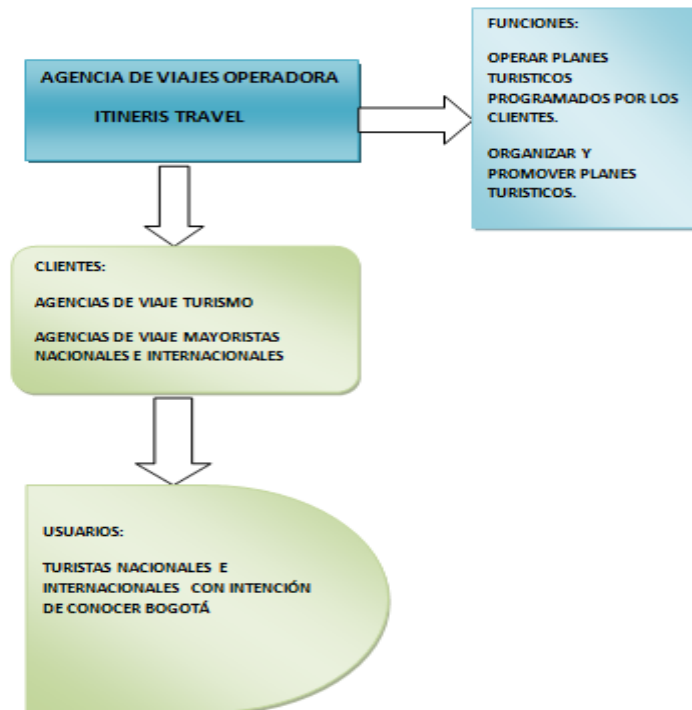 AGENCIA DE VIAJES OPERADORA
ITINERIS TRAVEL
FUNCIONES:
OPERAR PLANES
TURISTICOS
PROGRAMADOS POR LOS
CLIENTES.
ORGANIZAR Y
PROMOVER PLANES
TURISTICOS.
CLIENTES:
AGENCIAS DE VIAJE TURISMO
AGENCIAS DE VIAJE MAYORISTAS
NACIONALES E INTERNACIONALES
USUARIOS:
TURISTAS NACIONALES E
INTERNACIONALES CON INTENCIÓN
DE CONOCER BOGOTÁ